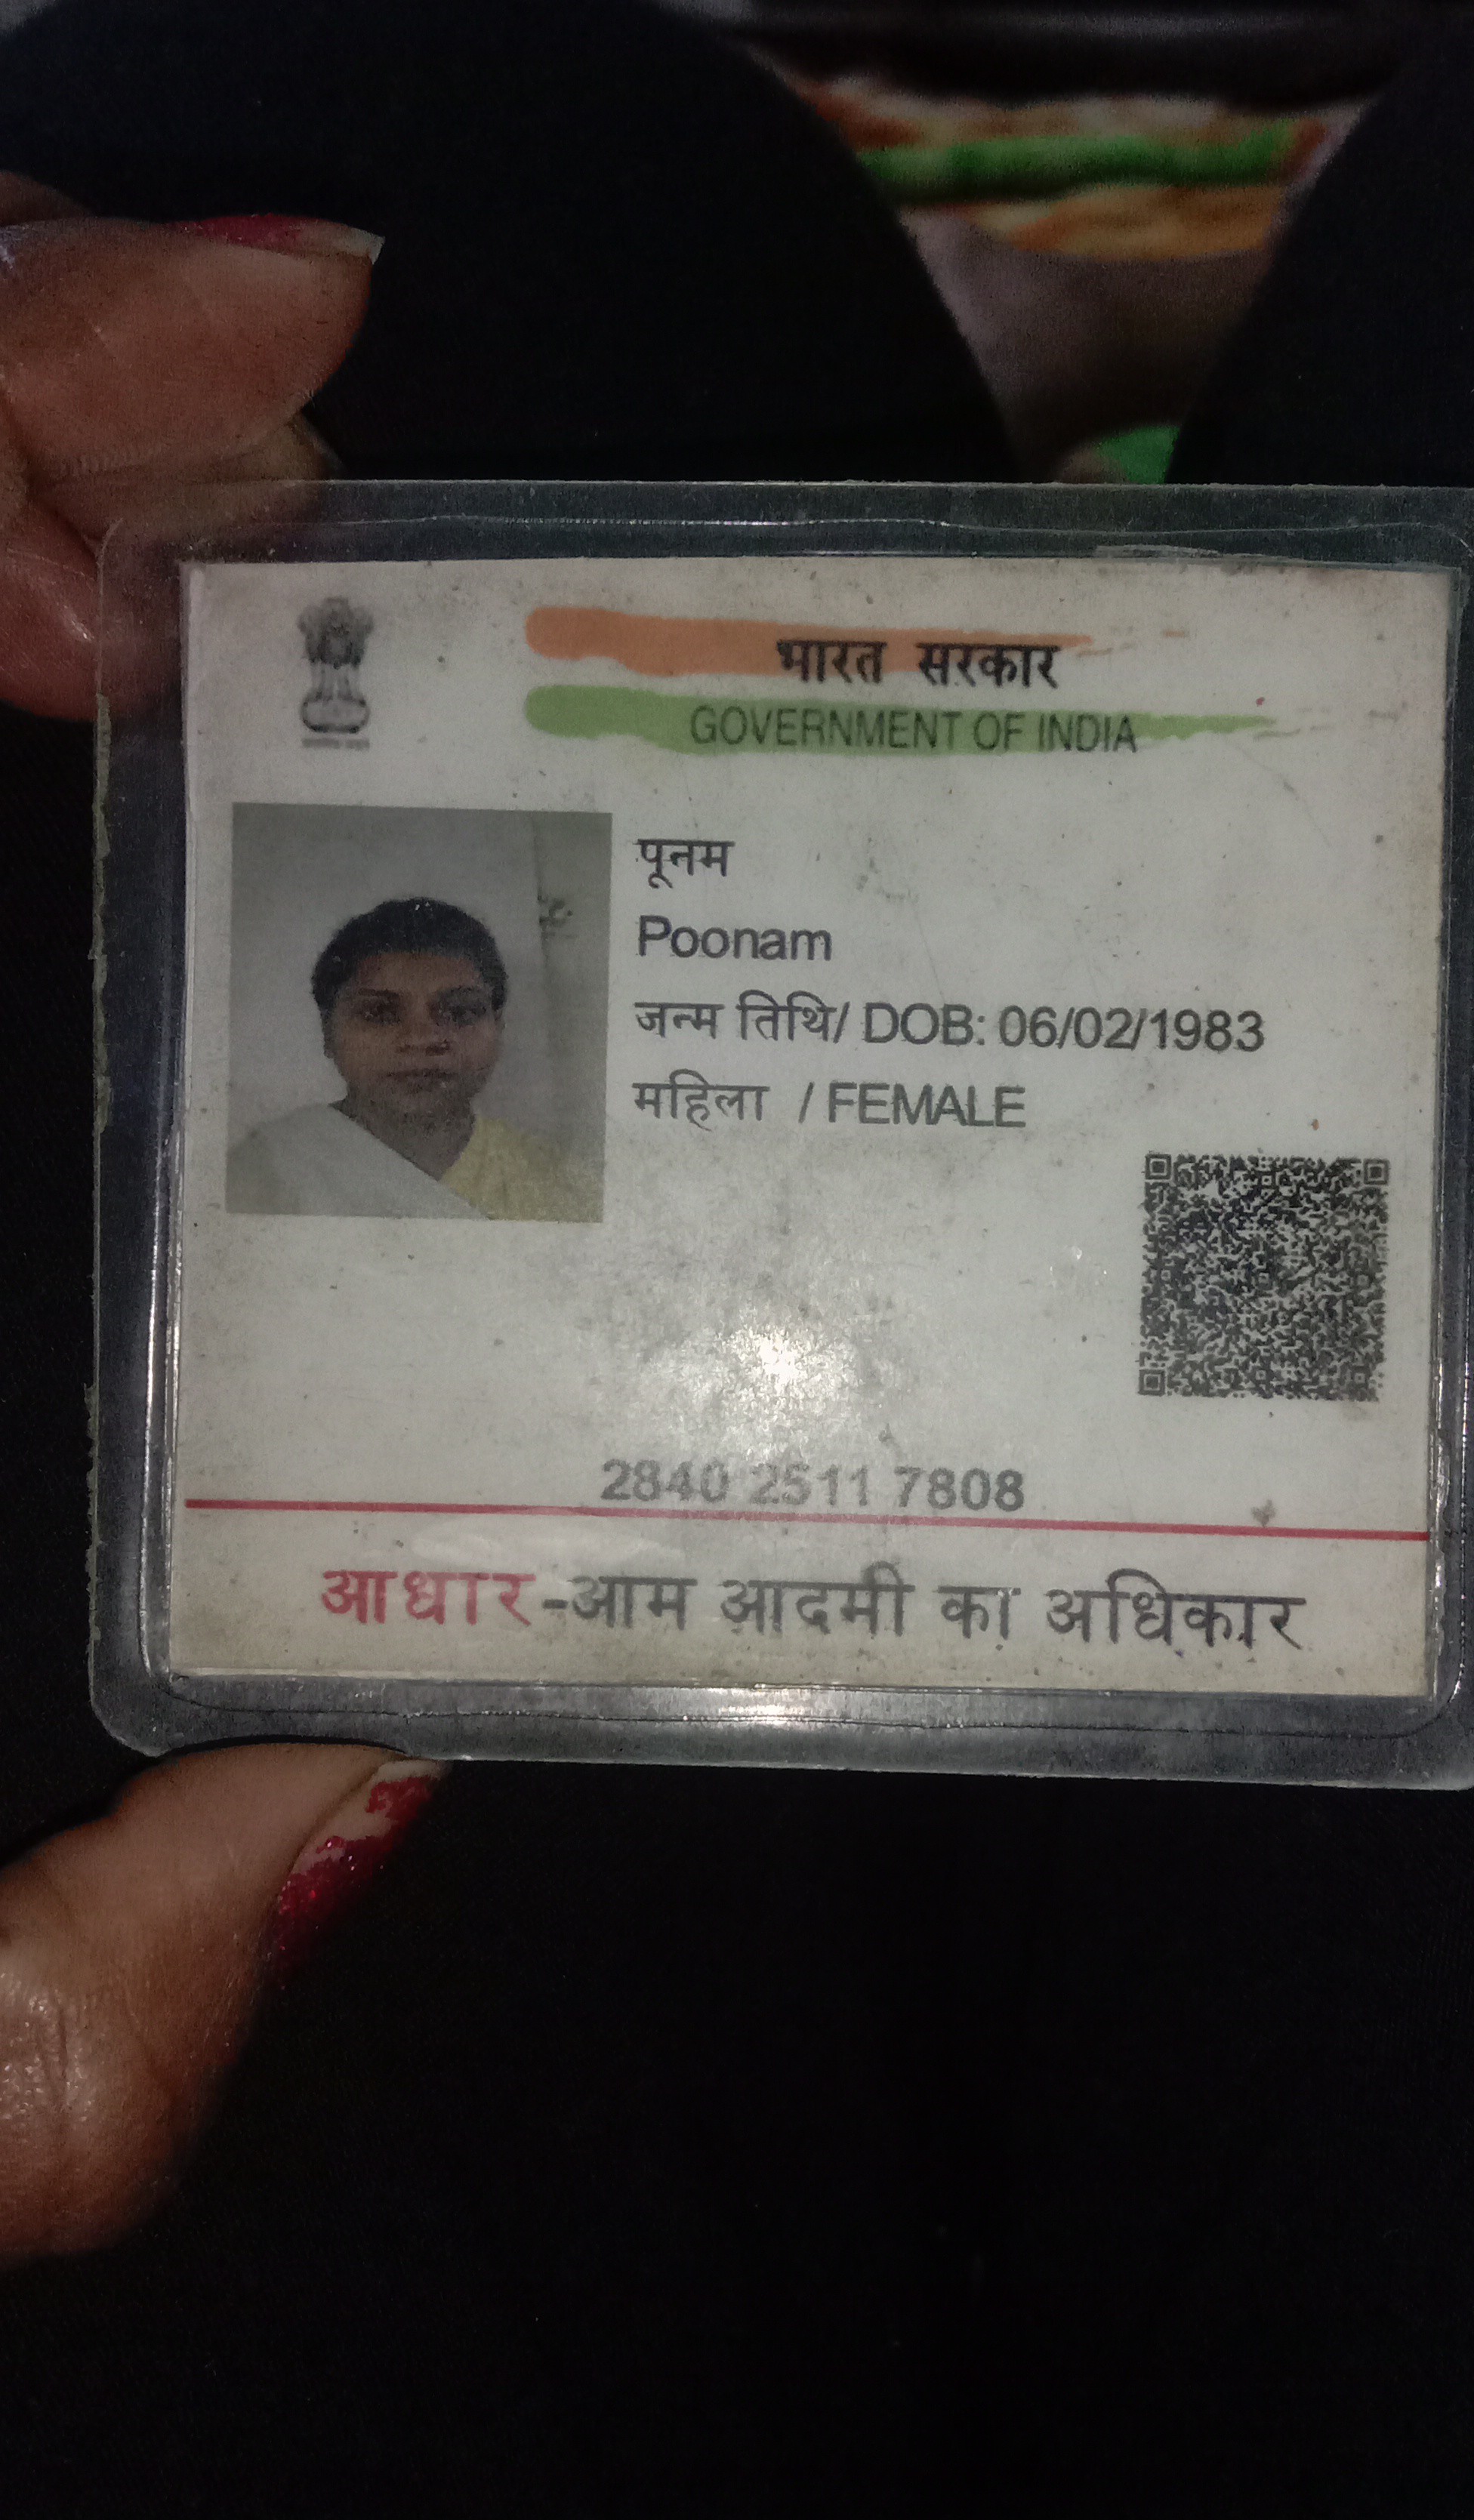 भारत सरकार
GOVERNMENT OF INDIA
पूनम
Poonam
जन्म तिथि/ DOB: 06/02/1983
महिला / FEMALE
2840 2511 7808
आधार-आम आदमी का अधिकार